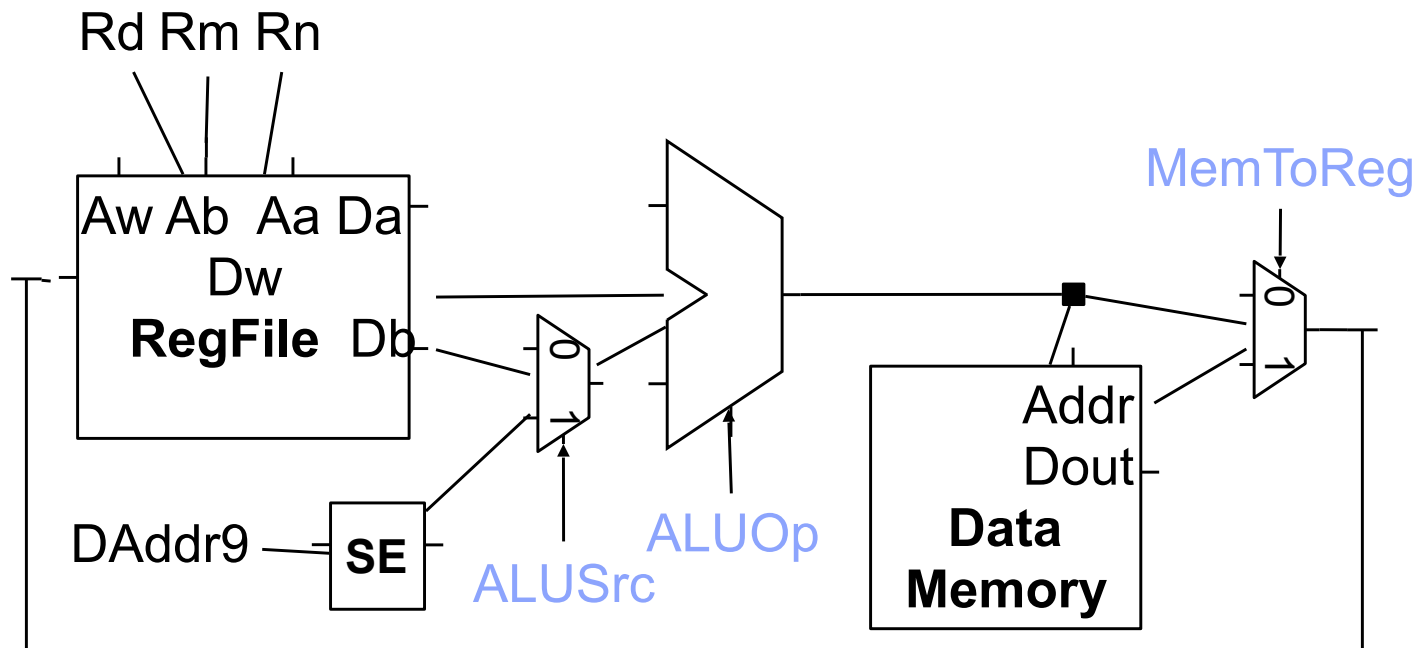 Rd Rm Rn
MemToReg
Aw Ab Aa Da
Dw
RegFile Db
0
1
0
1
Addr
Dout
Data
Memory
DAddr9
SE
ALUSrc
ALUOp